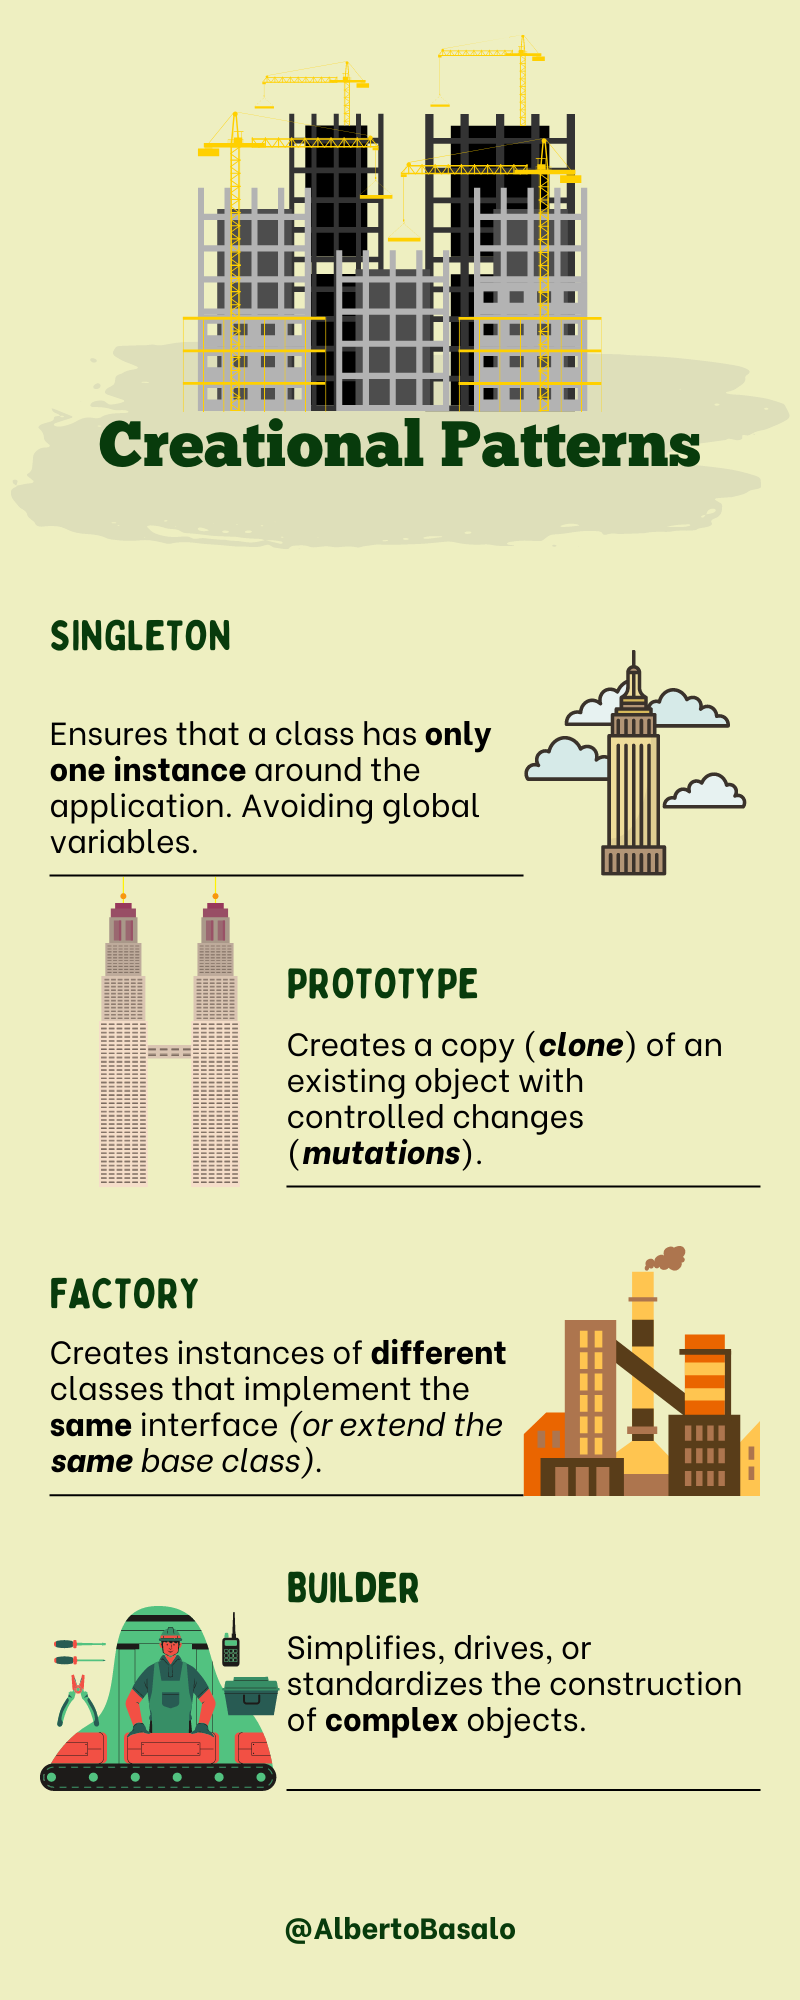 Creational Patterns
SINGLETON
Ensures that a class has only
one instance around the
application. Avoiding global
variables.
PROTOTYPE
Creates a copy (clone) of an
existing object with
controlled changes
(mutations).
FACTORY
Creates instances of different
classes that implement the
same interface (or extend the
same base class).
BUILDER
Simplifies, drives, or
standardizes the construction
of complex objects.
@AlbertoBasalo